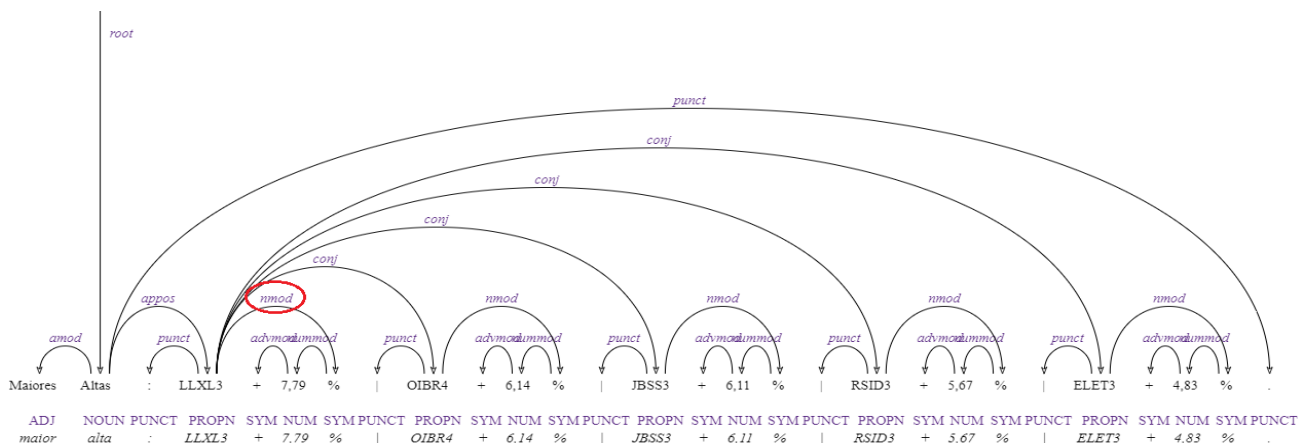 root
punct
conj
conj
conj
conj
appos nmod nmod nmod nmod nmod
amod punct advmod nummod punct advmod nummod punct advmod nummod punct advmod nummod punct advmod nummod
Maiores Altas : LLXL3 + 7,79 % | OIBR4 + 6,14 % | JBSS3 + 6,11 % | RSID3 + 5,67 % | ELET3 + 4,83 % .
ADJ NOUN PUNCT PROPN SYM NUM SYM PUNCT PROPN SYM NUM SYM PUNCT PROPN SYM NUM SYM PUNCT PROPN SYM NUM SYM PUNCT PROPN SYM NUM SYM PUNCT
maior alta : LLXL3 + 7,79 % | OIBR4 + 6,14 % | JBSS3 + 6,11 % | RSID3 + 5,67 % | ELET3 + 4,83 % .